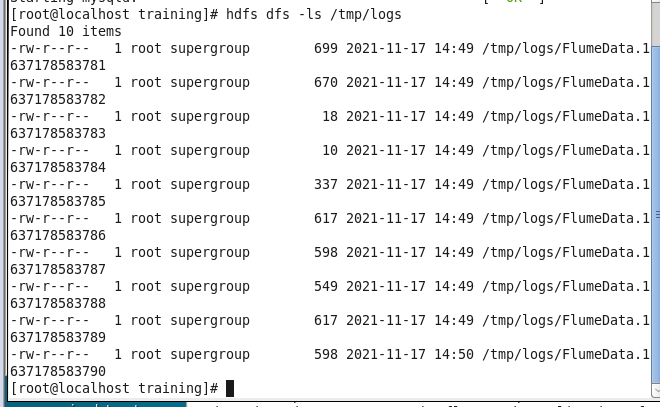 [root@localhost training]# hdfs dfs -ls /tmp/logs
Found 10 items
-rw-r--r--   1 root supergroup        699 2021-11-17 14:49 /tmp/logs/FlumeData.1
637178583781
-rw-r--r--   1 root supergroup        670 2021-11-17 14:49 /tmp/logs/FlumeData.1
637178583782
-rw-r--r--   1 root supergroup         18 2021-11-17 14:49 /tmp/logs/FlumeData.1
637178583783
-rw-r--r--   1 root supergroup         10 2021-11-17 14:49 /tmp/logs/FlumeData.1
637178583784
-rw-r--r--   1 root supergroup        337 2021-11-17 14:49 /tmp/logs/FlumeData.1
637178583785
-rw-r--r--   1 root supergroup        617 2021-11-17 14:49 /tmp/logs/FlumeData.1
637178583786
-rw-r--r--   1 root supergroup        598 2021-11-17 14:49 /tmp/logs/FlumeData.1
637178583787
-rw-r--r--   1 root supergroup        549 2021-11-17 14:49 /tmp/logs/FlumeData.1
637178583788
-rw-r--r--   1 root supergroup        617 2021-11-17 14:49 /tmp/logs/FlumeData.1
637178583789
-rw-r--r--   1 root supergroup        598 2021-11-17 14:50 /tmp/logs/FlumeData.1
637178583790
[root@localhost training]#